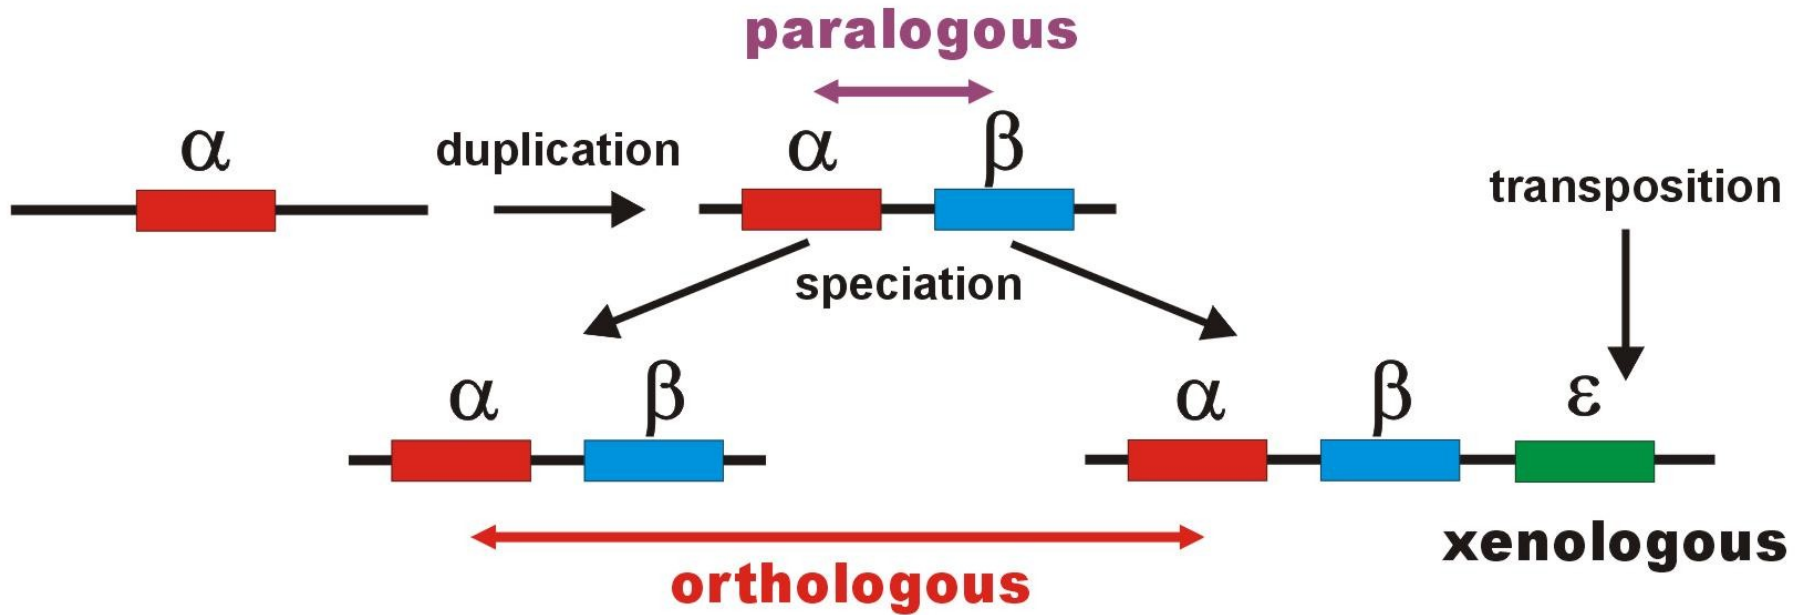 paralogous
α
duplication
α
β
transposition
speciation
α
β
α
β
ε
orthologous
xenologous